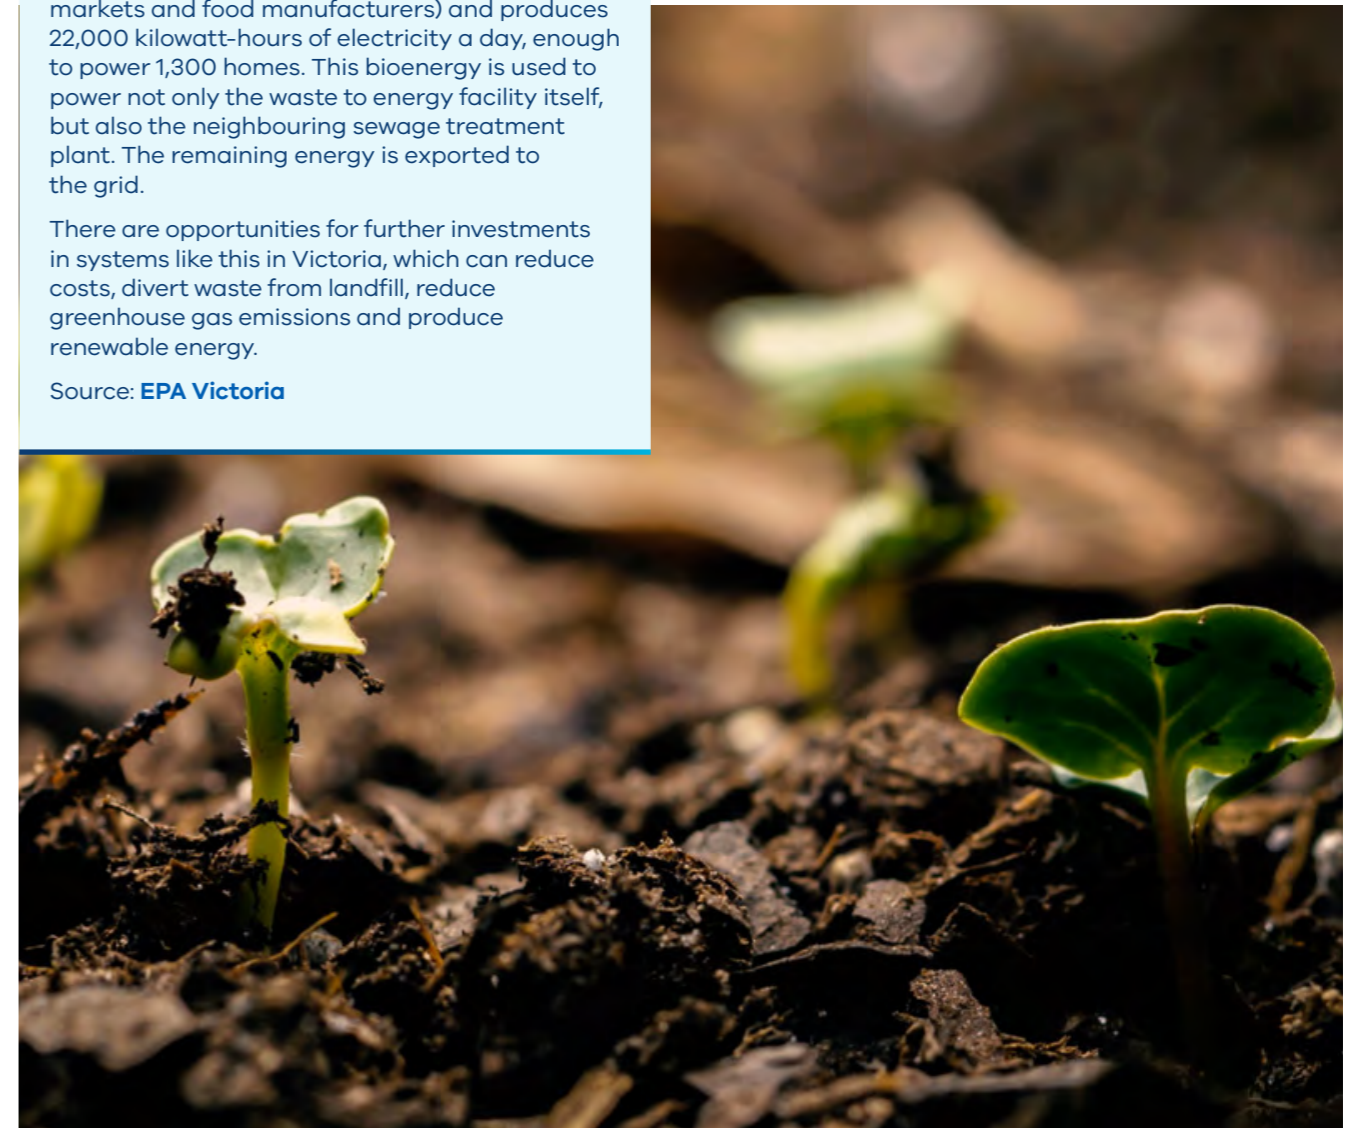 markets and food manufacturers) and produces
22,000 kilowatt-hours of electricity a day, enough
to power 1,300 homes. This bioenergy is used to
power not only the waste to energy facility itself,
but also the neighbouring sewage treatment
plant. The remaining energy is exported to
the grid.
There are opportunities for further investments
in systems like this in Victoria, which can reduce
costs, divert waste from landfill, reduce
greenhouse gas emissions and produce
renewable energy.
Source: EPA Victoria